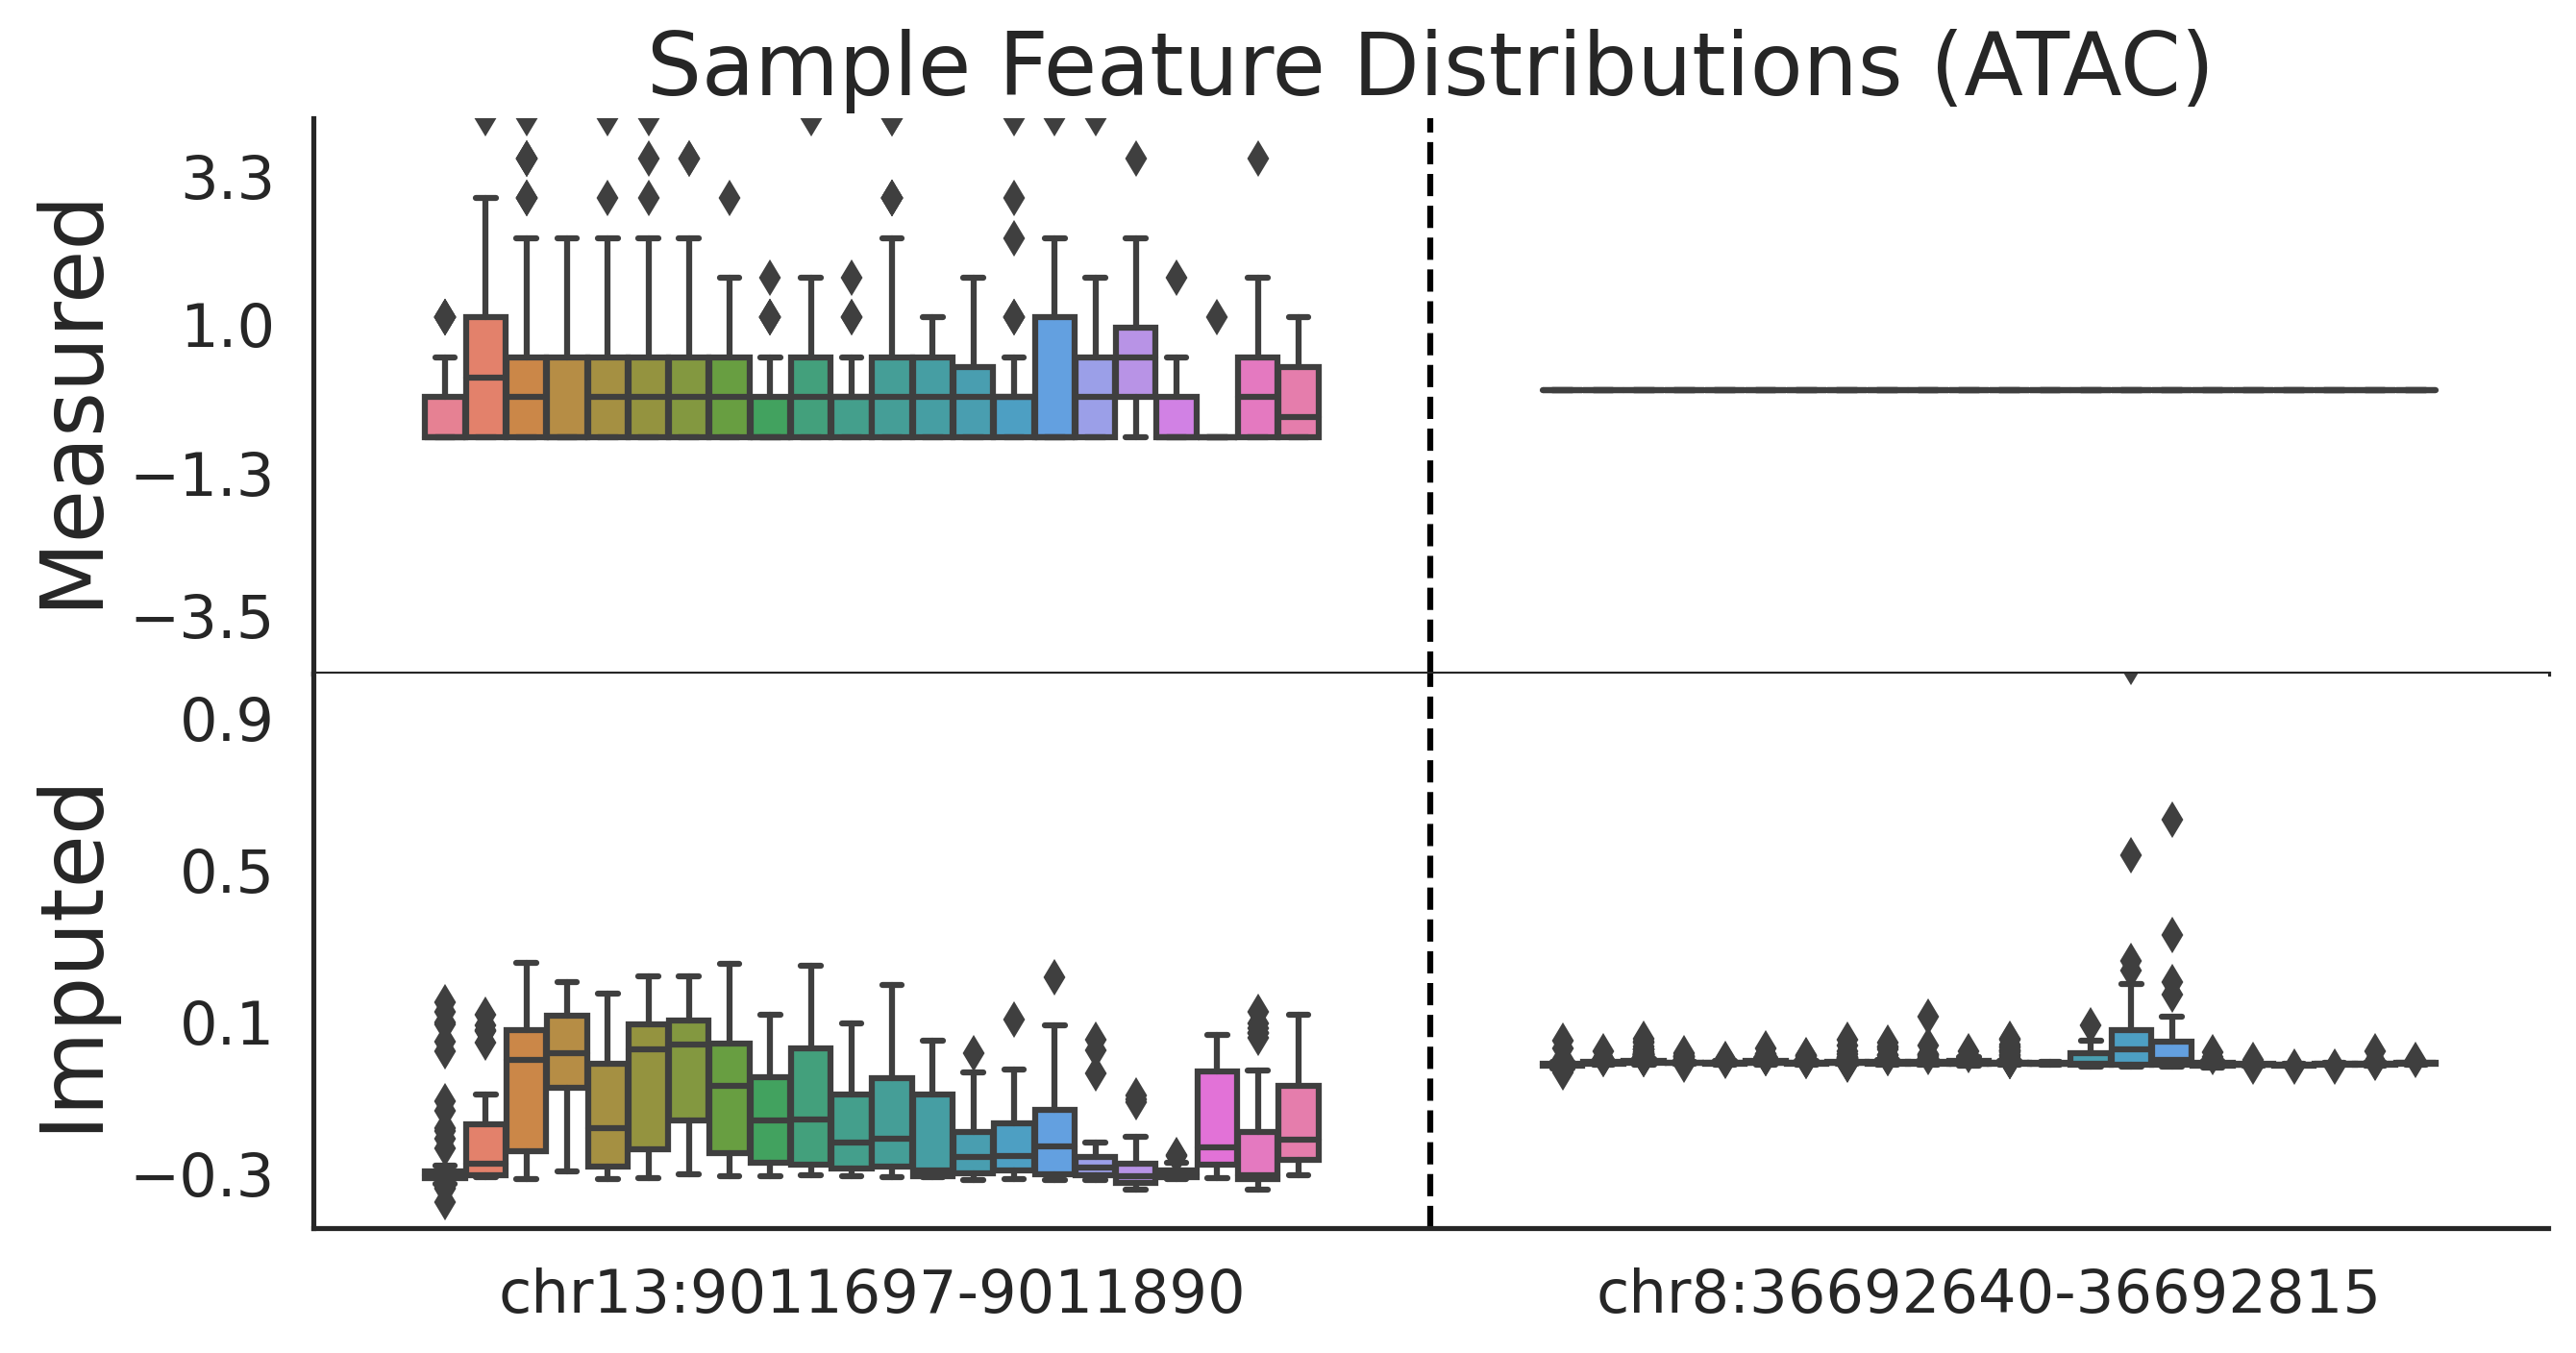 Sample Feature Distributions (ATAC)
Measured
3.3
1.0
−1.3
−3.5
Imputed
0.9
0.5
0.1
−0.3
chr13:9011697-9011890
chr8:36692640-36692815